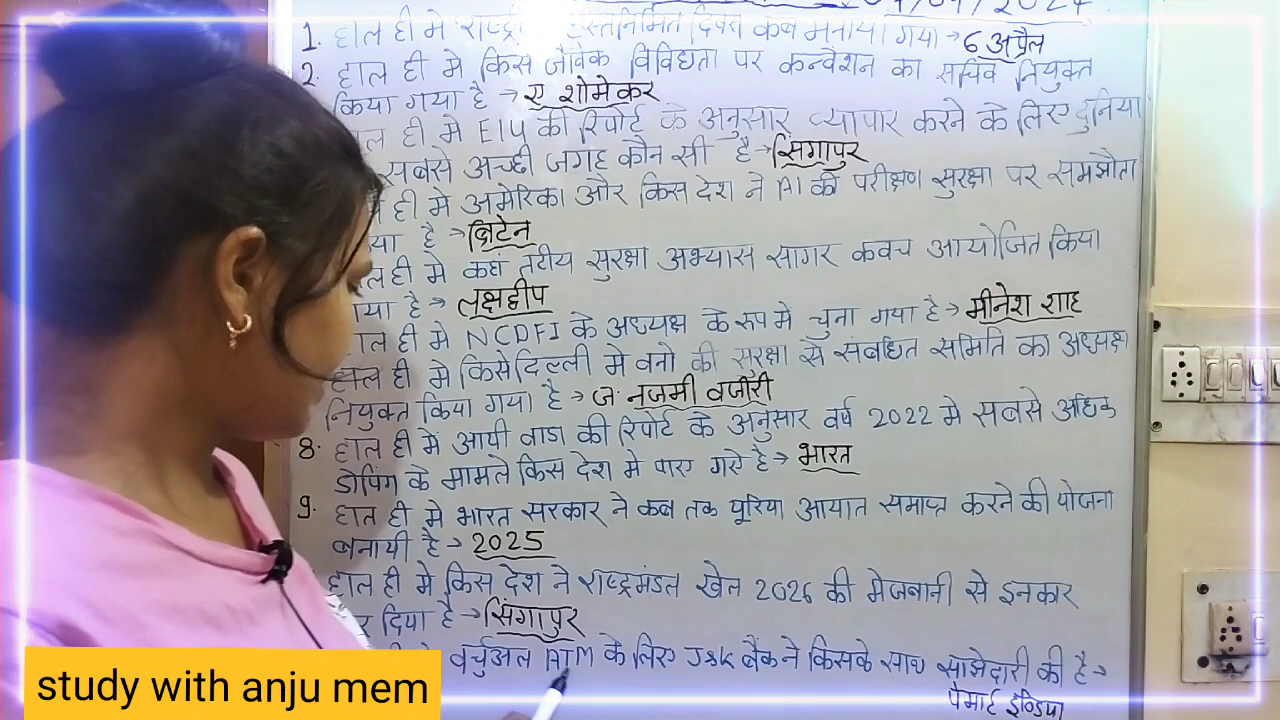 1. हाल ही मे हस्तनिर्मित दिवस कब मनाया गया → 6 अप्रैल
2. हाल ही मे किस जैविक विविधता पर कन्वेंशन का सचिव नियुक्त
किया गया है → ए शोमेकर
ल ही मे EIU की रिपोर्ट के अनुसार व्यापार करने के लिए दुनिया
सबसे अच्छी जगह कौन सी है → सिंगापुर
ही मे अमेरिका और किस देश ने AI की परीक्षण सुरक्षा पर समझौता
या है → ब्रिटेन
ल ही मे कहां तटीय सुरक्षा अभ्यास सागर कवच आयोजित किया
या है → लक्षद्वीप
ल ही मे NCDFI के अध्यक्ष के रूप मे चुना गया है → मीनेश शाह
हाल ही मे किसे दिल्ली मे वनो की सुरक्षा से संबधित समिति का अध्यक्ष
नियुक्त किया गया है → ज. नजमी वजीरी
8. हाल ही मे आयी वाडा की रिपोर्ट के अनुसार वर्ष 2022 मे सबसे अधिक
डोपिंग के मामले किस देश मे पाए गऐ है → भारत
9. हाल ही मे भारत सरकार ने कब तक यूरिया आयात समाप्त करने की योजना
बनायी है → 2025
हाल ही मे किस देश ने राष्ट्रमंडल खेल 2026 की मेजबानी से इनकार
र दिया है → सिंगापुर
वर्चुअल ATM के लिए J&K बैंक ने किसके साथ साझेदारी की है →
पैमार्ट इण्डिया
study with anju mem